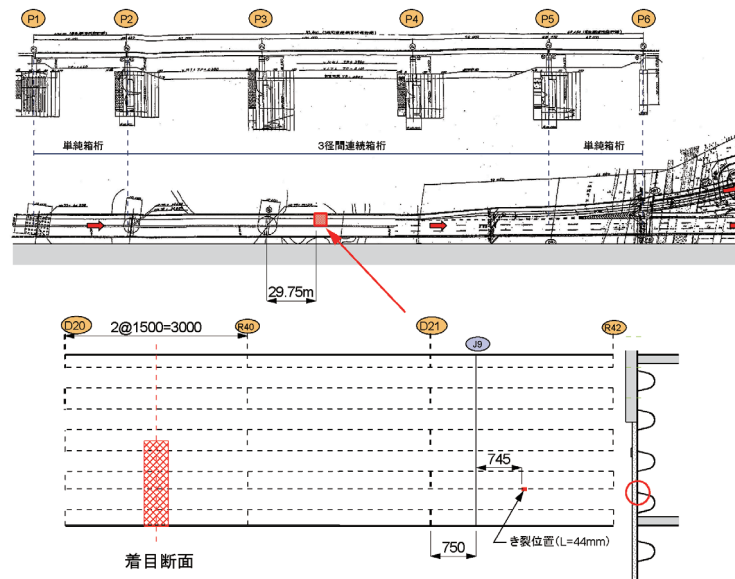 P1
P2
P3
P4
P5
P6
単純箱桁
3径間連続箱桁
単純箱桁
29.75m
D20
2@1500=3000
R40
D21
J9
R42
745
750
き裂位置(L=44mm)
着目断面